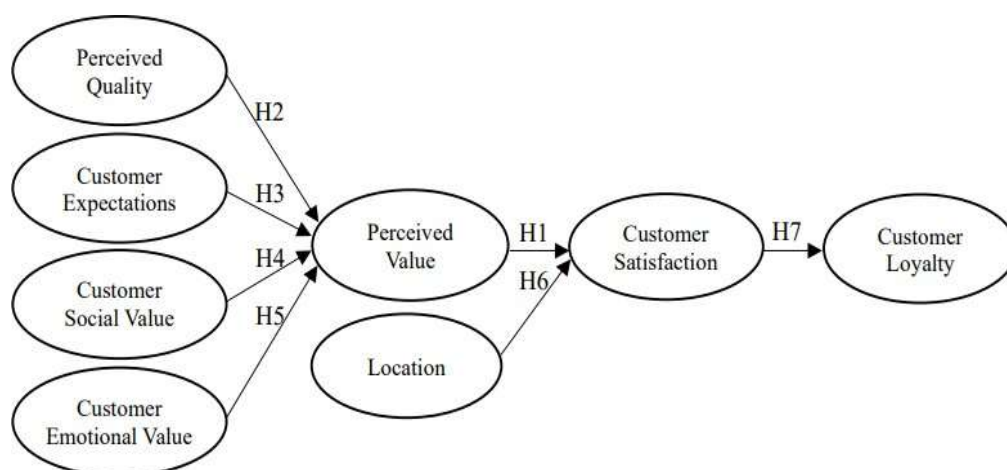 Perceived
Quality
H2
Customer
Expectations
H3
Customer
Social Value
H4
Customer
Emotional Value
H5
Perceived
Value
H1
Location
H6
Customer
Satisfaction
H7
Customer
Loyalty